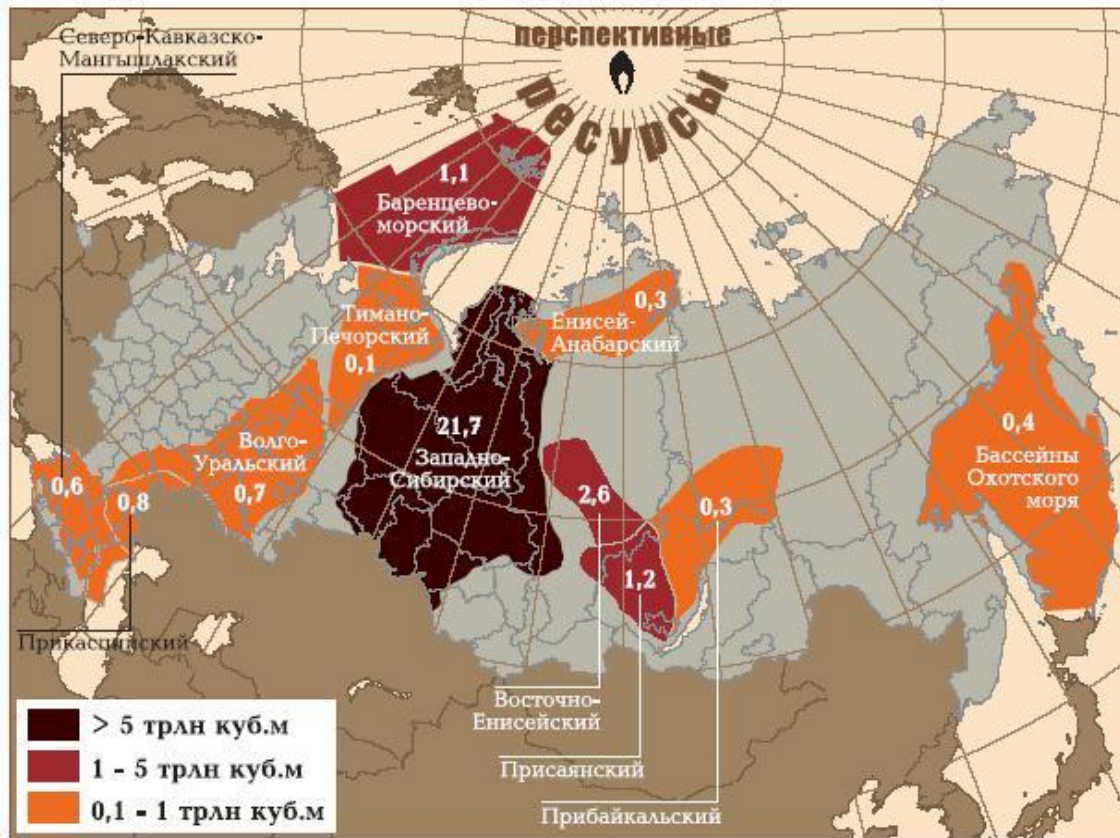 Северо-Кавказско-
Мангышлакский
перспективные
ресурсы
1,1
Баренцево-
морский
Тимано-
Печорский
0,1
0,3
Енисей-
Анабарский
21,7
Западно-
Сибирский
Волго-
Уральский
0,7
0,6
0,8
2,6
0,3
1,2
0,4
Бассейны
Охотского
моря
Прикаспийский
Восточно-
Енисейский
Присаянский
Прибайкальский
> 5 трлн куб.м
1 - 5 трлн куб.м
0,1 - 1 трлн куб.м